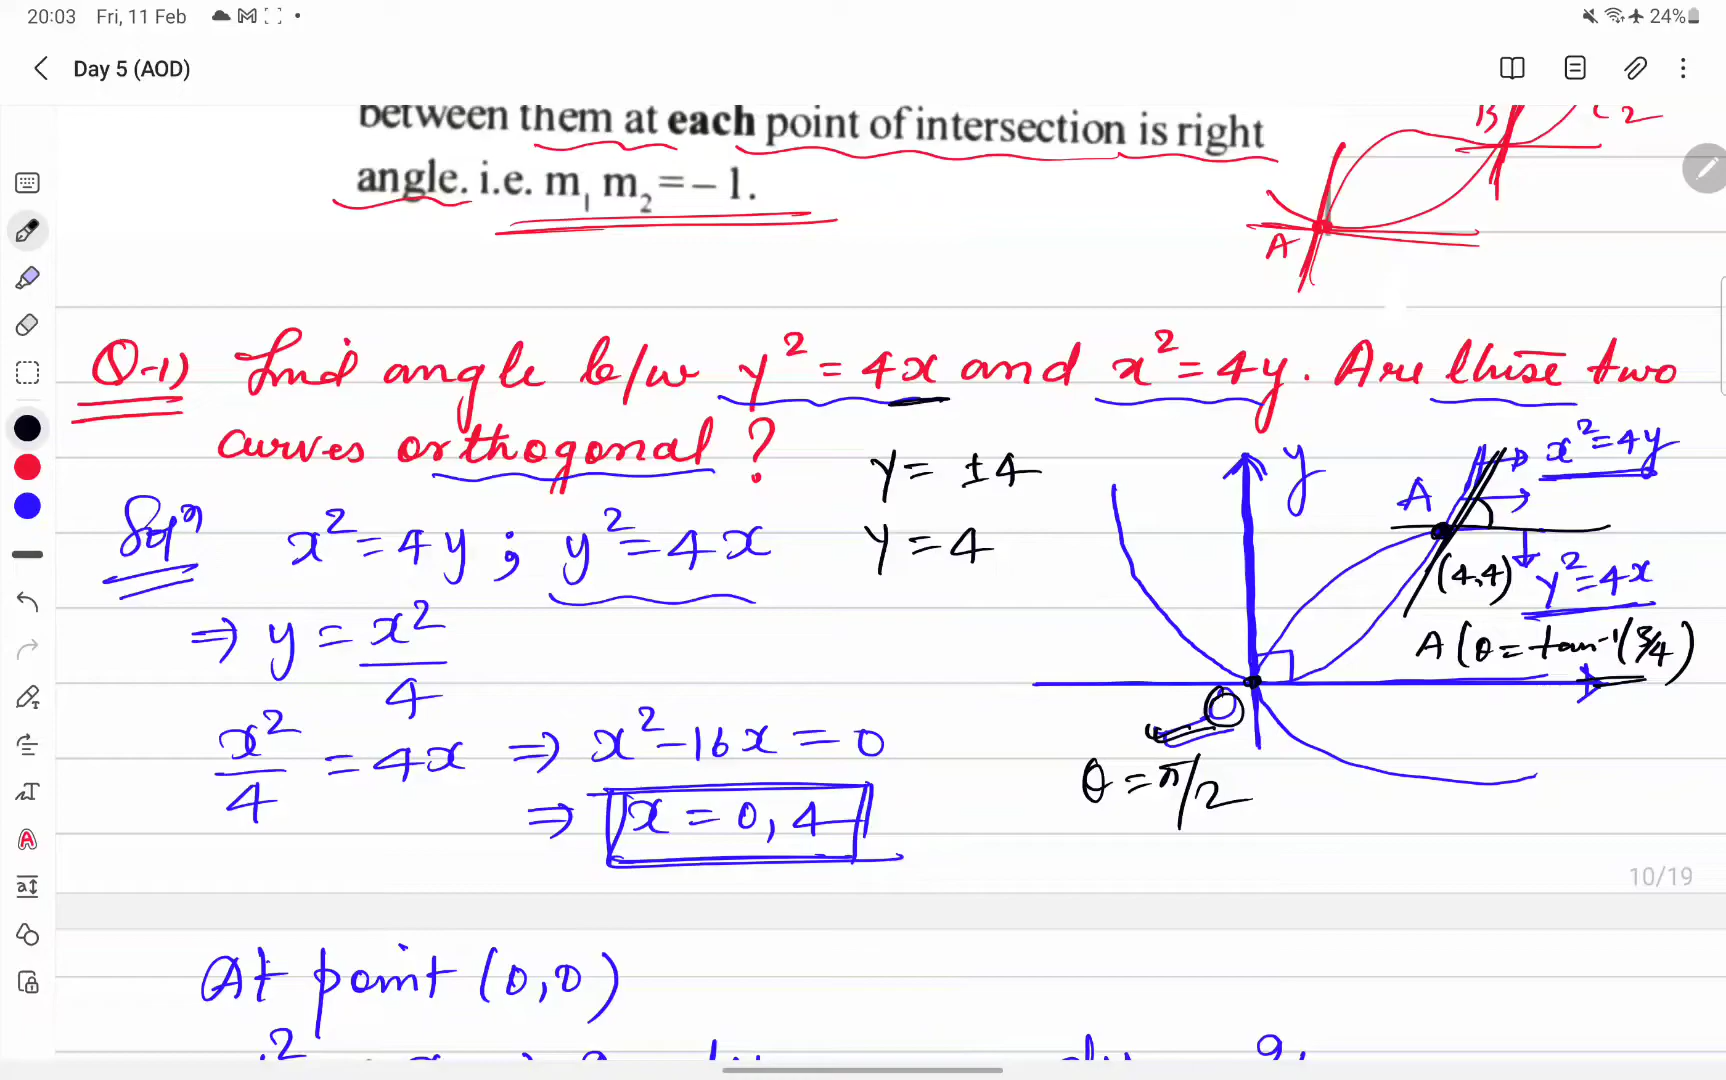 20:03 Fri, 11 Feb
24%
Day 5 (AOD)
between them at each point of intersection is right
angle. i.e. m₁ m₂ = – 1.
B
C2
A
Q-1) Find angle b/w y² = 4x and x² = 4y. Are these two
curves orthogonal ?
Solⁿ x² = 4y ; y² = 4x
y = ±4
y = 4
⇒ y = x²/4
x²/4 = 4x ⇒ x² – 16x = 0
⇒ x = 0, 4
y
x² = 4y
A
(4,4)
y² = 4x
A (θ = tan⁻¹(3/4)
O
θ = π/2
10/19
At point (0,0)